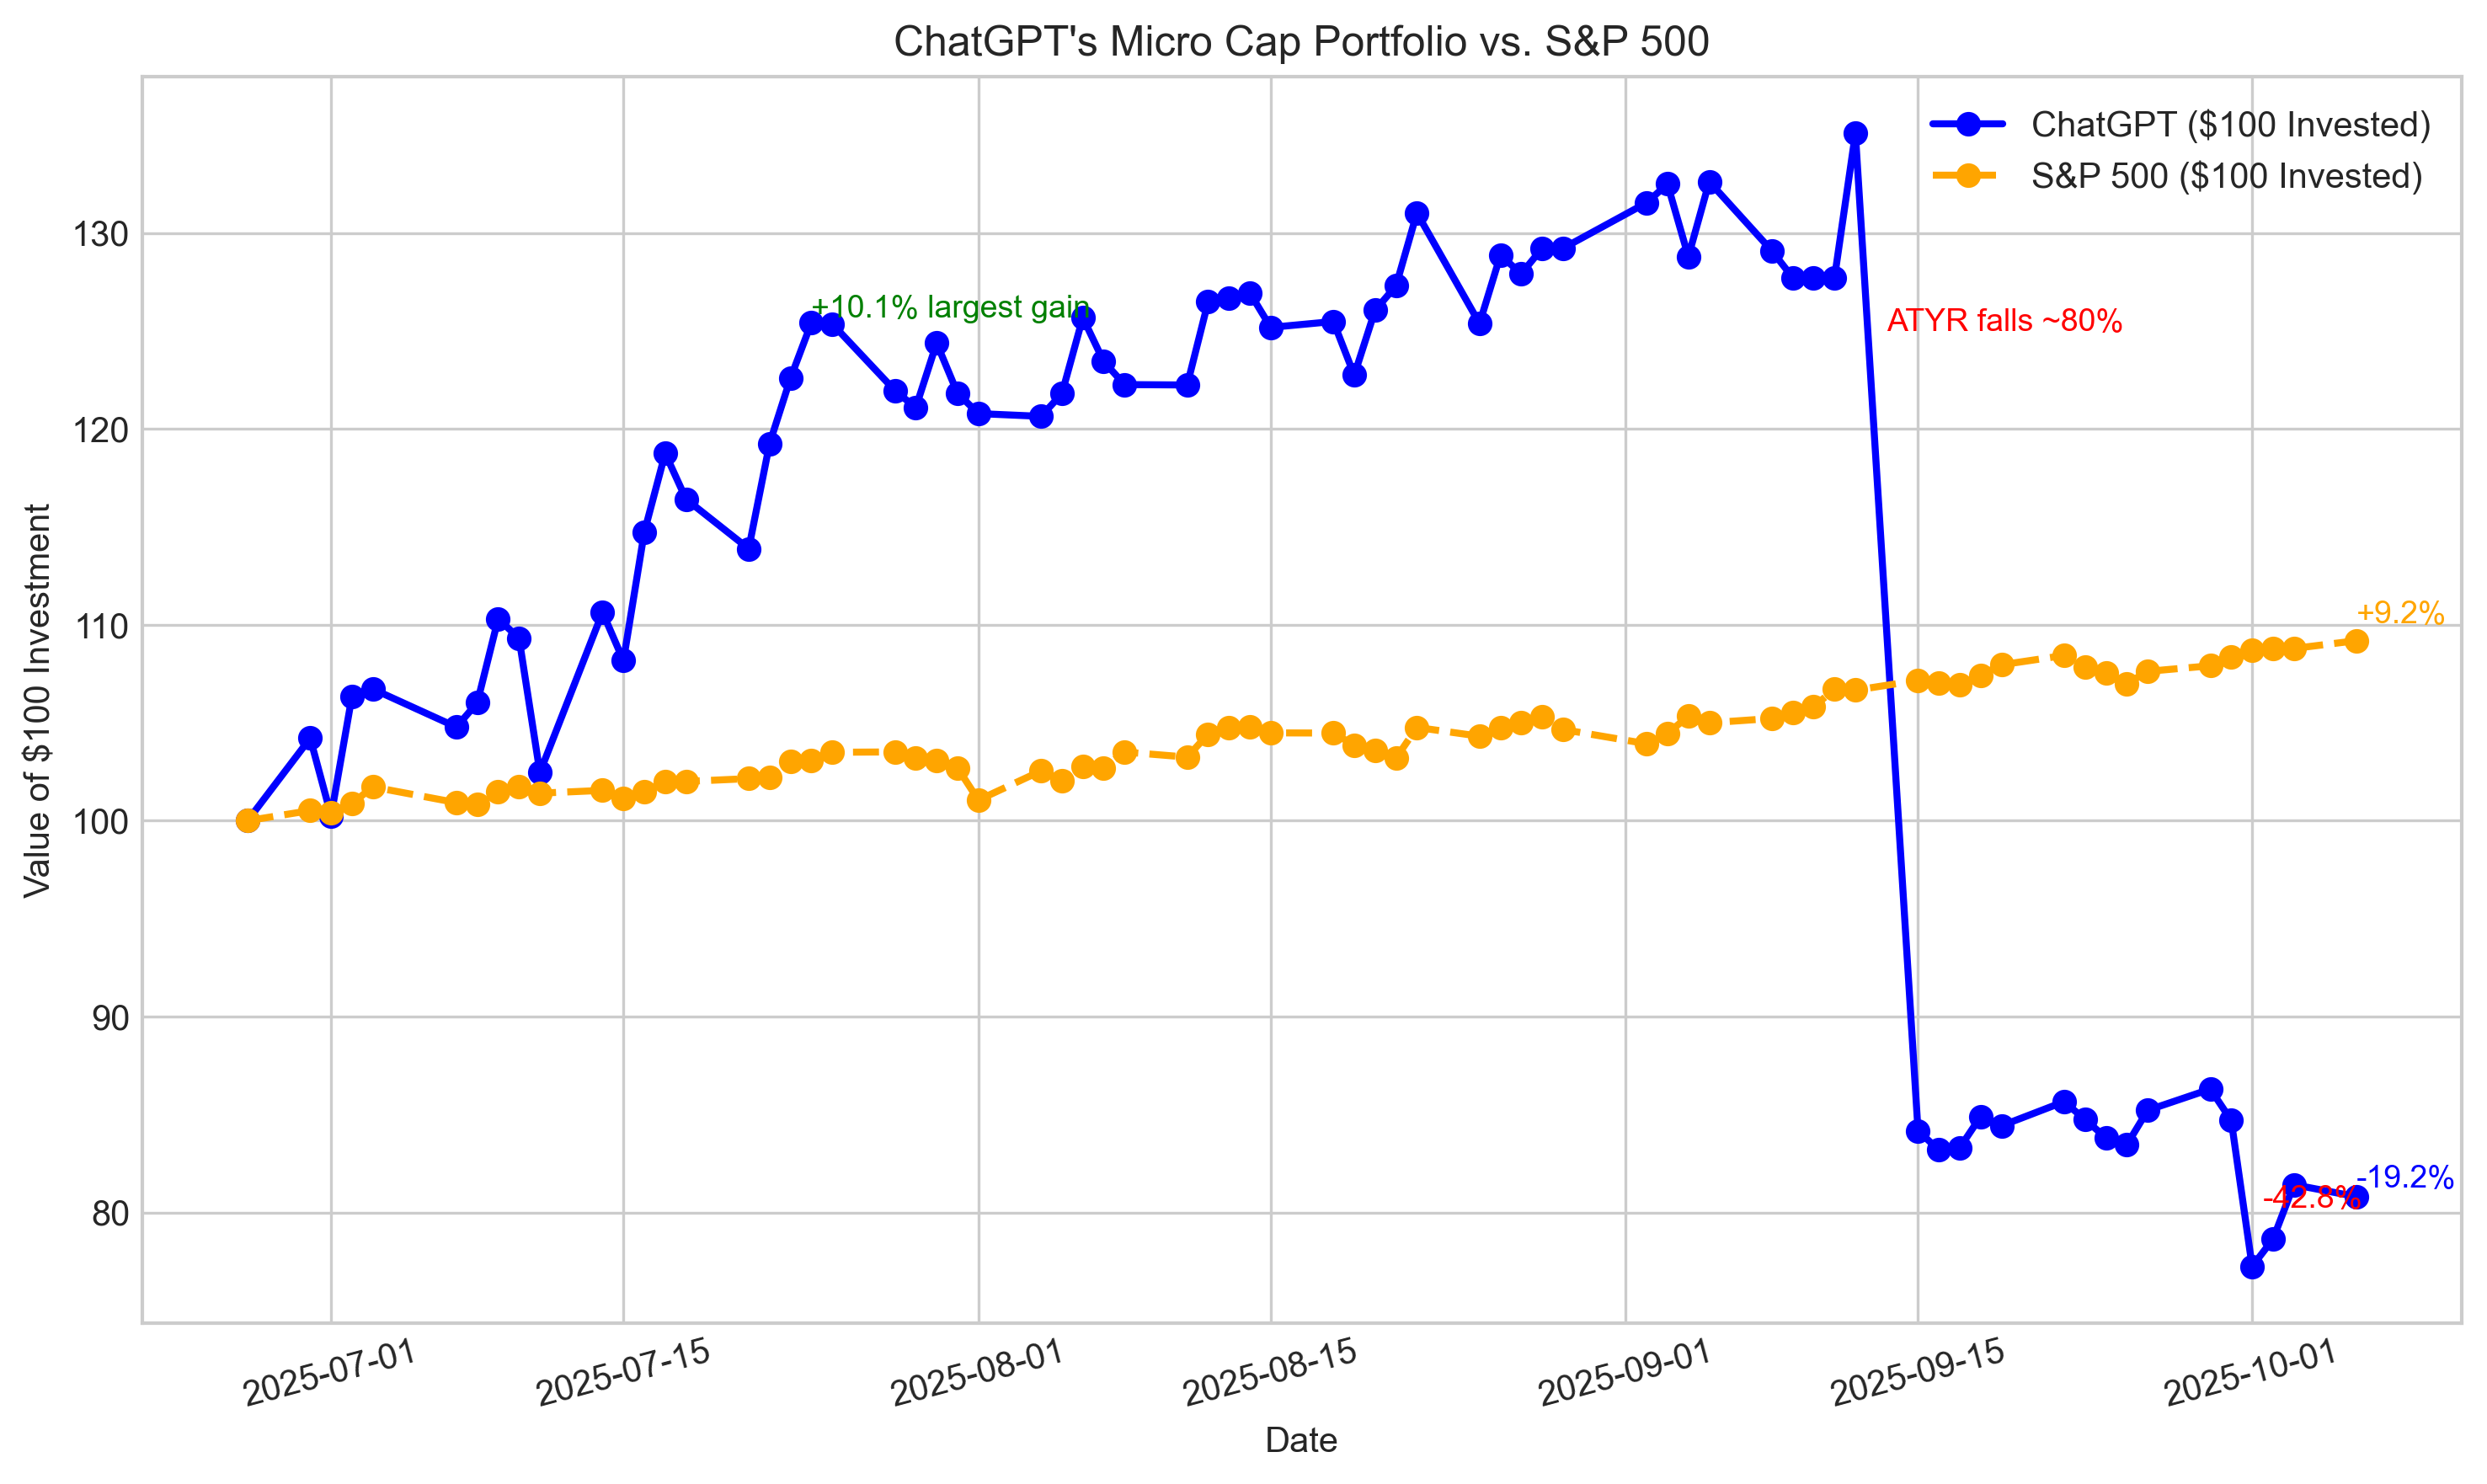 ChatGPT's Micro Cap Portfolio vs. S&P 500
ChatGPT ($100 Invested)
S&P 500 ($100 Invested)
130
+10.1% largest gain
ATYR falls ~80%
120
110
+9.2%
Value of $100 Investment
100
90
-19.2%
-42.8%
80
2025-07-01
2025-07-15
2025-08-01
2025-08-15
2025-09-01
2025-09-15
2025-10-01
Date